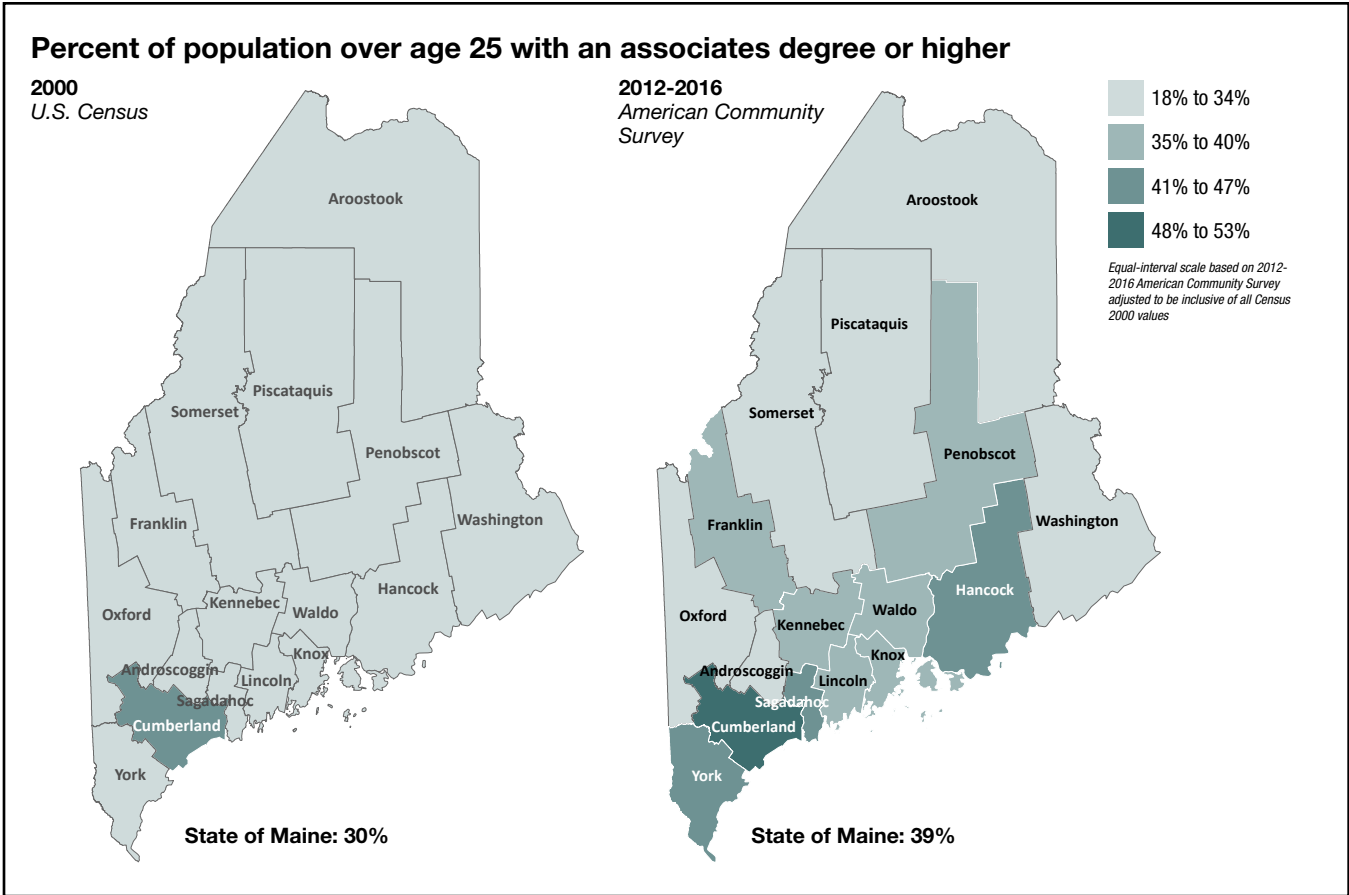 Percent of population over age 25 with an associates degree or higher
2000
U.S. Census
Aroostook
Piscataquis
Somerset
Penobscot
Franklin
Washington
Hancock
Kennebec
Waldo
Oxford
Knox
Androscoggin
Lincoln
Sagadahoc
Cumberland
York
State of Maine: 30%
2012-2016
American Community
Survey
Aroostook
Piscataquis
Somerset
Penobscot
Franklin
Washington
Hancock
Waldo
Oxford
Kennebec
Knox
Androscoggin
Lincoln
Sagadahoc
Cumberland
York
State of Maine: 39%
18% to 34%
35% to 40%
41% to 47%
48% to 53%
Equal-interval scale based on 2012-
2016 American Community Survey
adjusted to be inclusive of all Census
2000 values